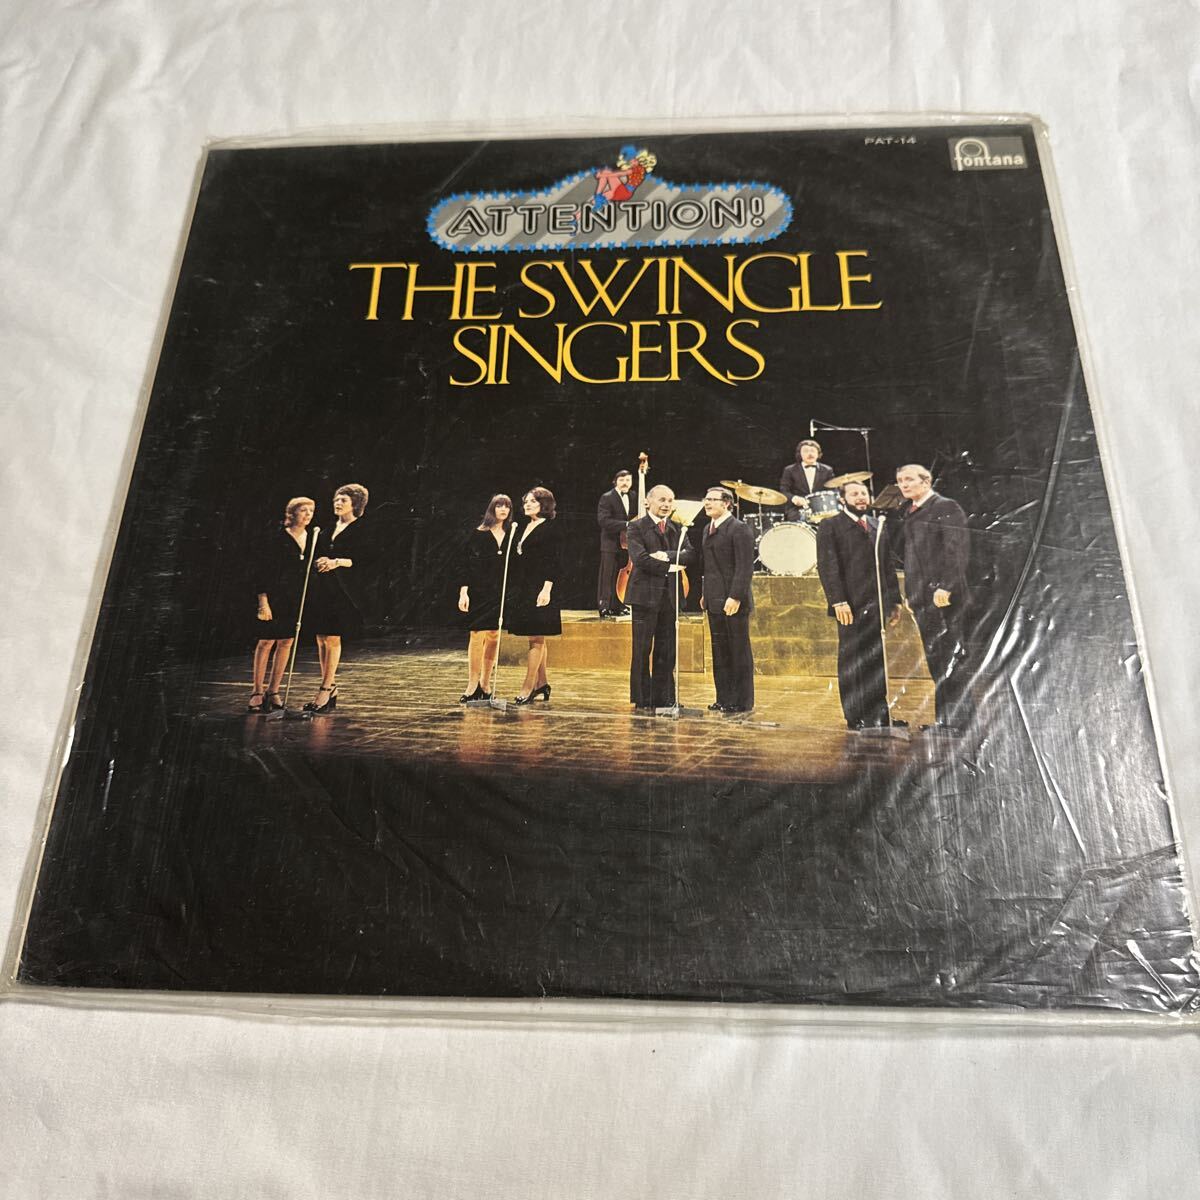 PAT-14
fontana
ATTENTION!
THE SWINGLE
SINGERS